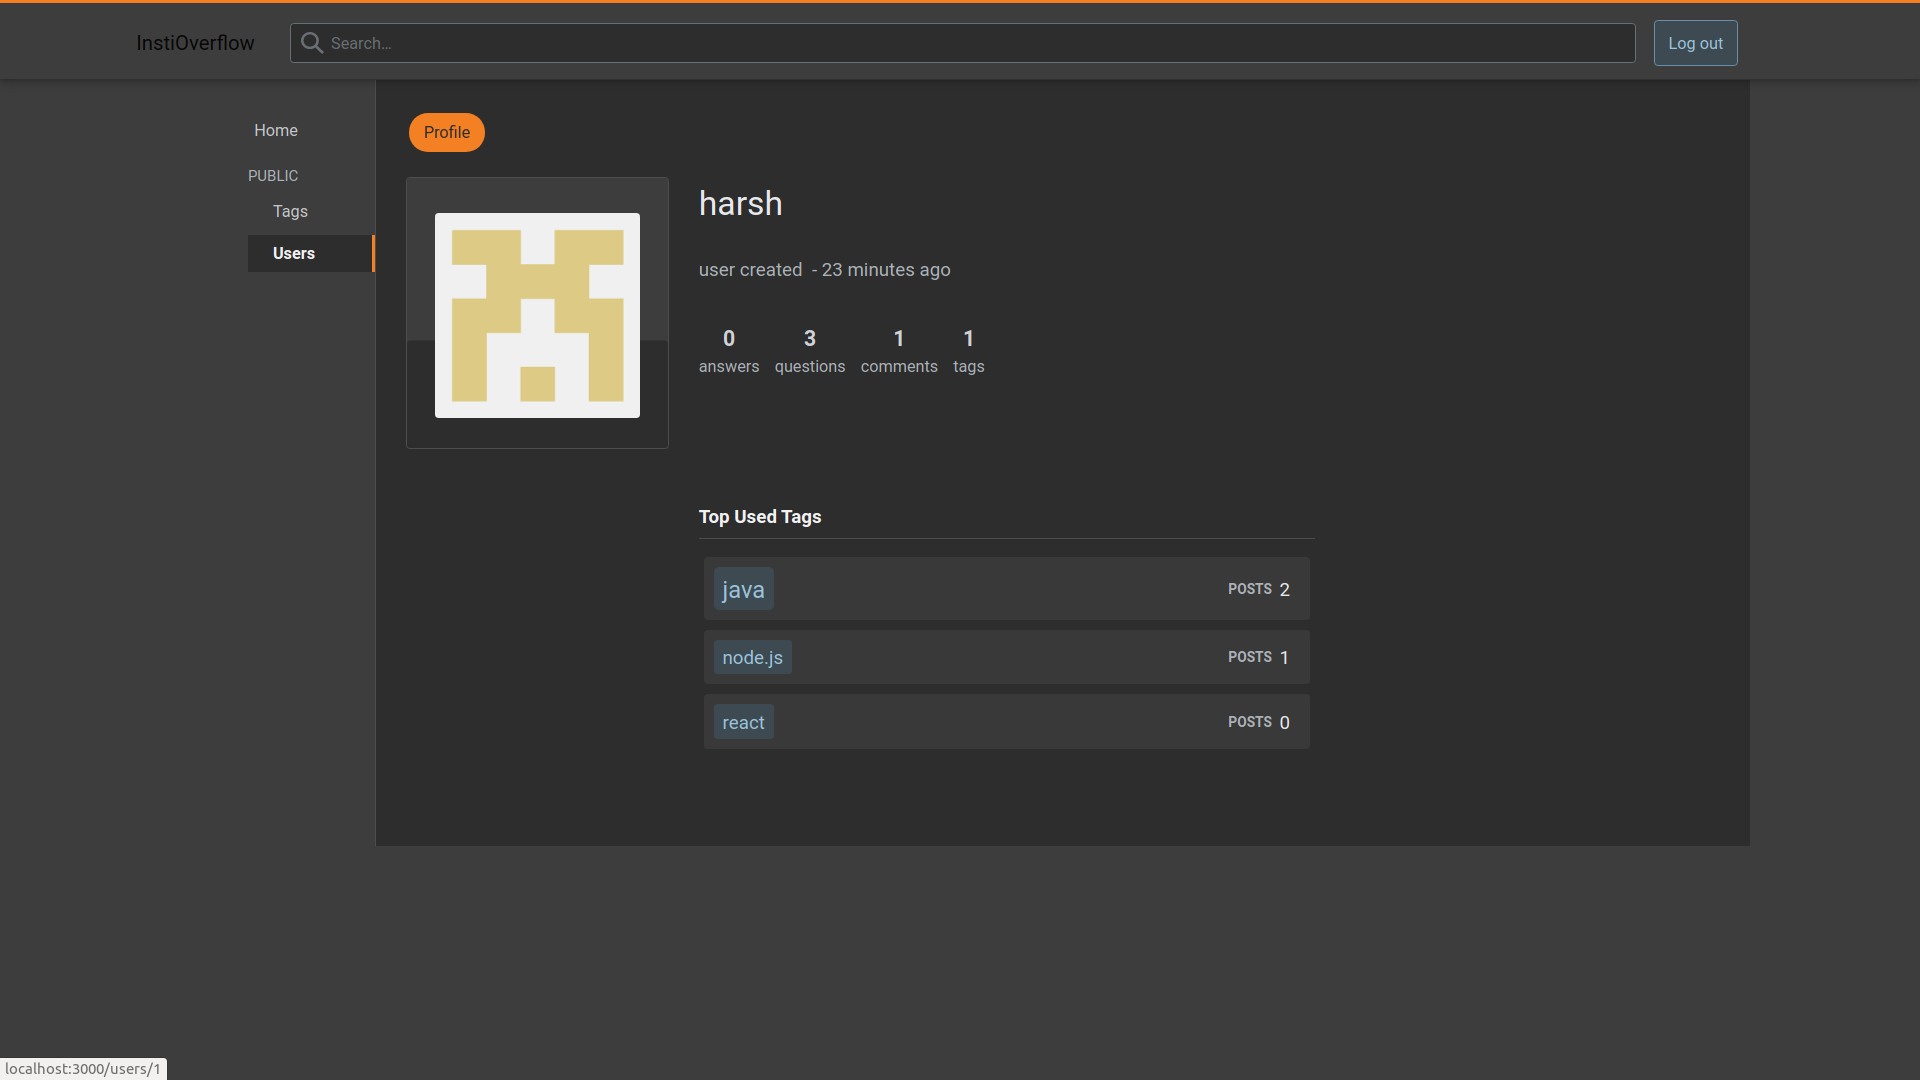 InstiOverflow
Search…
Log out
Home
PUBLIC
Tags
Users
Profile
harsh
user created - 23 minutes ago
0 3 1 1
answers questions comments tags
Top Used Tags
java POSTS 2
node.js POSTS 1
react POSTS 0
localhost:3000/users/1